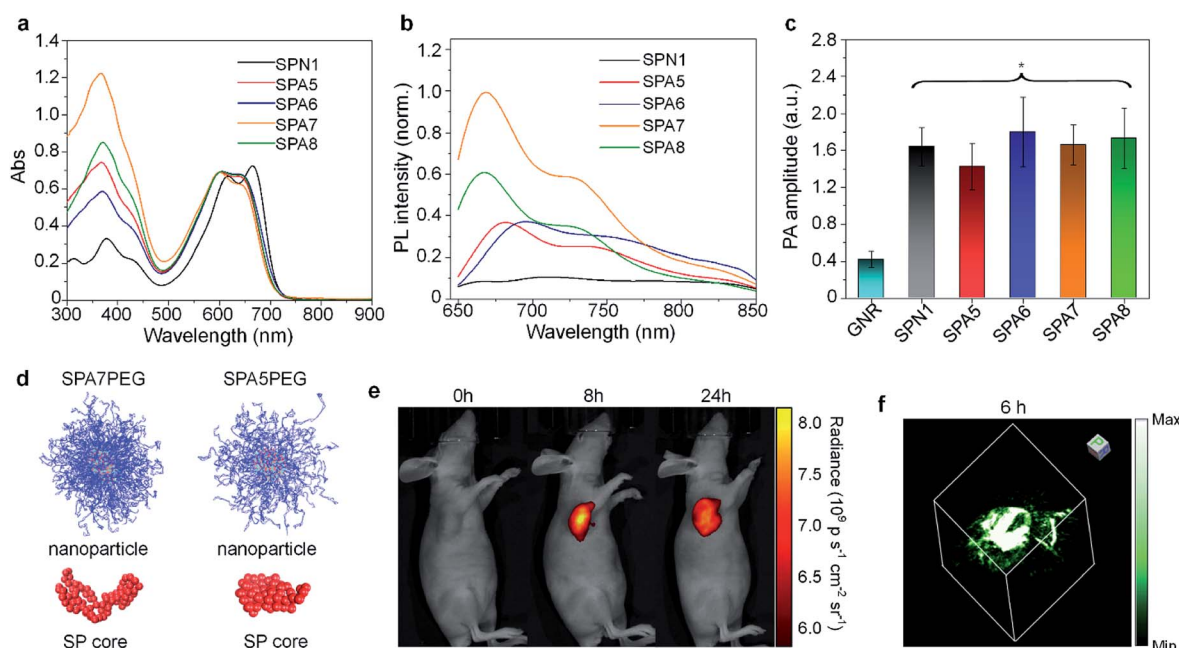 a
1.4
1.2
1.0
0.8
0.6
0.4
0.2
0
Abs
SPN1
SPA5
SPA6
SPA7
SPA8
300 400 500 600 700 800 900
Wavelength (nm)
b
1.2
1.0
0.8
0.6
0.4
0.2
0
PL intensity (norm.)
SPN1
SPA5
SPA6
SPA7
SPA8
650 700 750 800 850
Wavelength (nm)
c
2.8
2.4
2.0
1.6
1.2
0.8
0.4
0
PA amplitude (a.u.)
*
GNR SPN1 SPA5 SPA6 SPA7 SPA8
d
SPA7PEG SPA5PEG
nanoparticle nanoparticle
SP core SP core
e
0h 8h 24h
8.0
7.5
7.0
6.5
6.0
Radiance (10⁹ p s⁻¹ cm⁻² sr⁻¹)
f
6 h
Max
Min